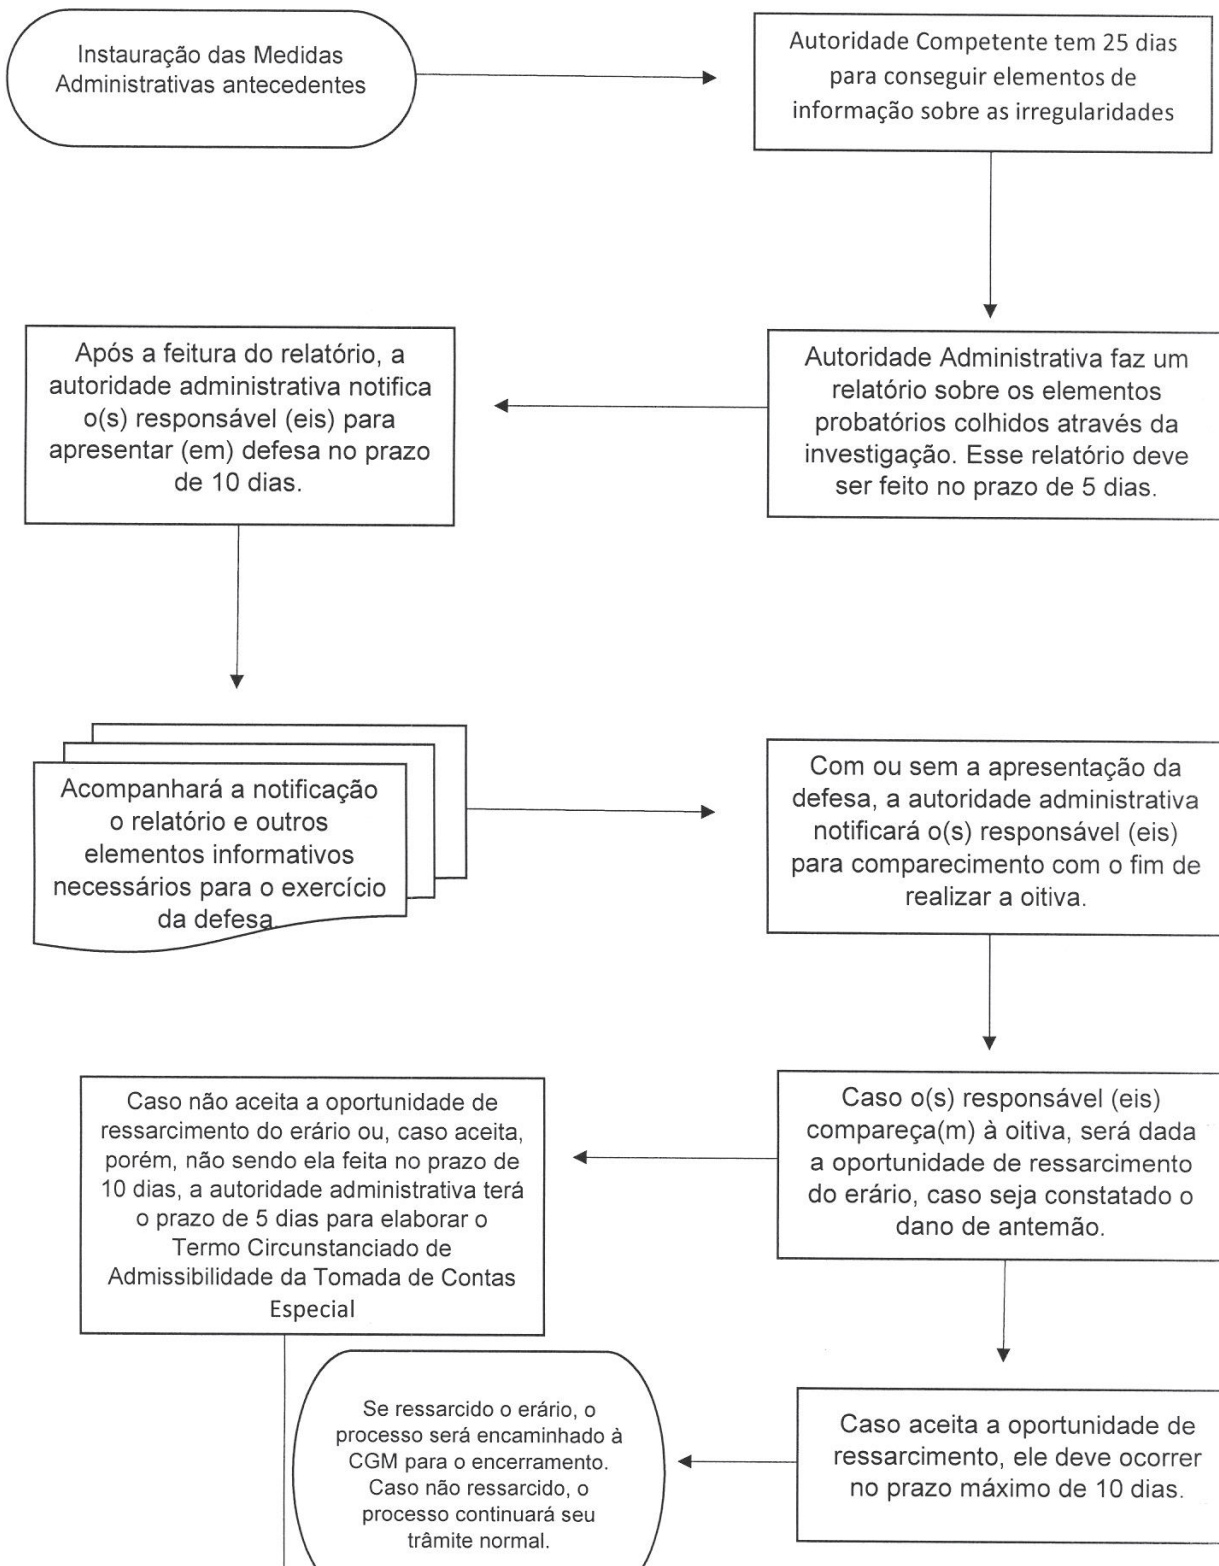 Instauração das Medidas
Administrativas antecedentes
Autoridade Competente tem 25 dias
para conseguir elementos de
informação sobre as irregularidades
Autoridade Administrativa faz um
relatório sobre os elementos
probatórios colhidos através da
investigação. Esse relatório deve
ser feito no prazo de 5 dias.
Após a feitura do relatório, a
autoridade administrativa notifica
o(s) responsável (eis) para
apresentar (em) defesa no prazo
de 10 dias.
Acompanhará a notificação
o relatório e outros
elementos informativos
necessários para o exercício
da defesa.
Com ou sem a apresentação da
defesa, a autoridade administrativa
notificará o(s) responsável (eis)
para comparecimento com o fim de
realizar a oitiva.
Caso o(s) responsável (eis)
compareça(m) à oitiva, será dada
a oportunidade de ressarcimento
do erário, caso seja constatado o
dano de antemão.
Caso não aceita a oportunidade de
ressarcimento do erário ou, caso aceita,
porém, não sendo ela feita no prazo de
10 dias, a autoridade administrativa terá
o prazo de 5 dias para elaborar o
Termo Circunstanciado de
Admissibilidade da Tomada de Contas
Especial
Caso aceita a oportunidade de
ressarcimento, ele deve ocorrer
no prazo máximo de 10 dias.
Se ressarcido o erário, o
processo será encaminhado à
CGM para o encerramento.
Caso não ressarcido, o
processo continuará seu
trâmite normal.